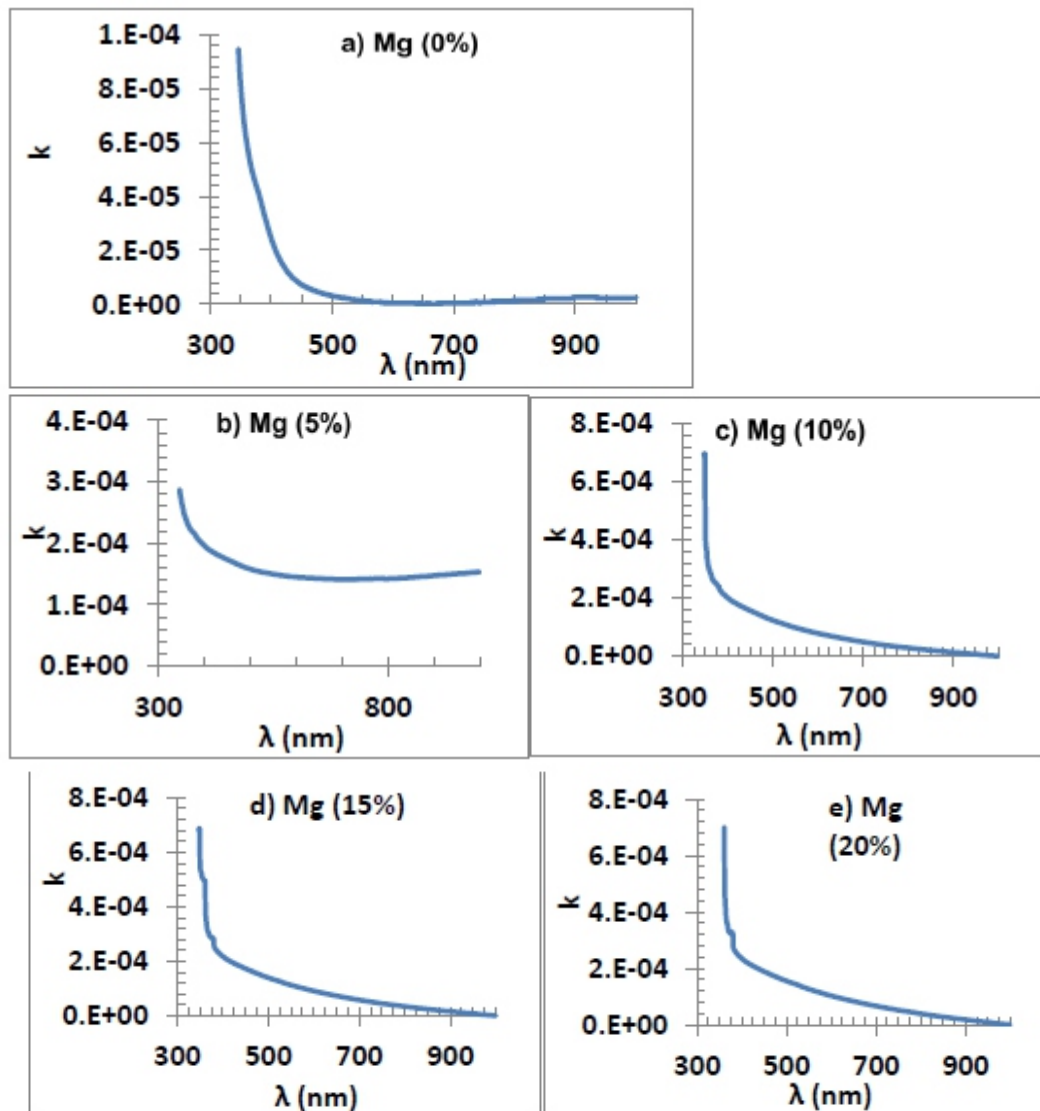 a) Mg (0%)
1.E-04
8.E-05
6.E-05
4.E-05
2.E-05
0.E+00
k
300 500 700 900
λ (nm)
b) Mg (5%)
4.E-04
3.E-04
2.E-04
1.E-04
0.E+00
k
300 800
λ (nm)
c) Mg (10%)
8.E-04
6.E-04
4.E-04
2.E-04
0.E+00
k
300 500 700 900
λ (nm)
d) Mg (15%)
8.E-04
6.E-04
4.E-04
2.E-04
0.E+00
k
300 500 700 900
λ (nm)
e) Mg
(20%)
8.E-04
6.E-04
4.E-04
2.E-04
0.E+00
k
300 500 700 900
λ (nm)